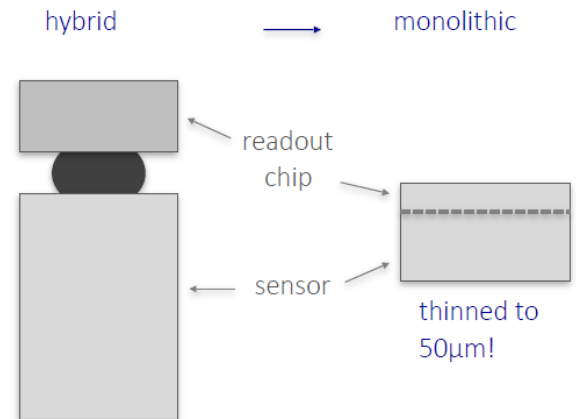 hybrid
monolithic
readout
chip
sensor
thinned to
50µm!